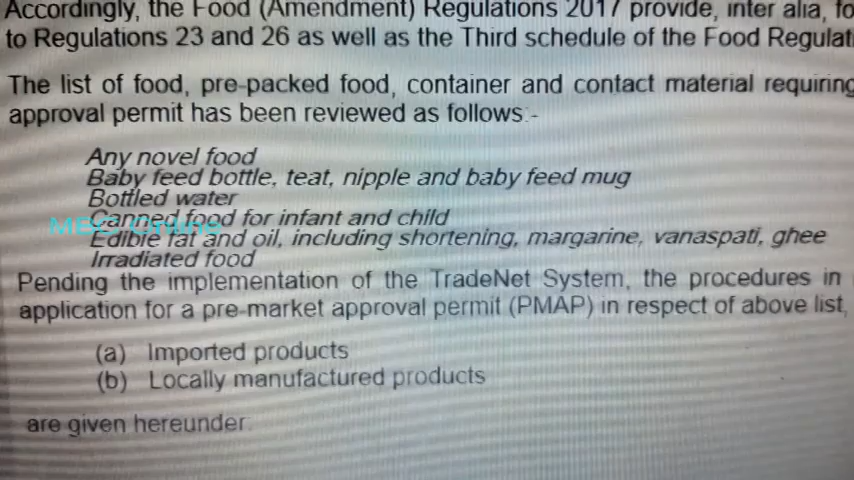 Accordingly, the Food (Amendment) Regulations 2017 provide, inter alia, fo
to Regulations 23 and 26 as well as the Third schedule of the Food Regulat
The list of food, pre-packed food, container and contact material requiring
approval permit has been reviewed as follows:-
Any novel food
Baby feed bottle, teat, nipple and baby feed mug
Bottled water
Canned food for infant and child
MBC Online
Edible fat and oil, including shortening, margarine, vanaspati, ghee
Irradiated food
Pending the implementation of the TradeNet System, the procedures in
application for a pre-market approval permit (PMAP) in respect of above list,
(a) Imported products
(b) Locally manufactured products
are given hereunder: